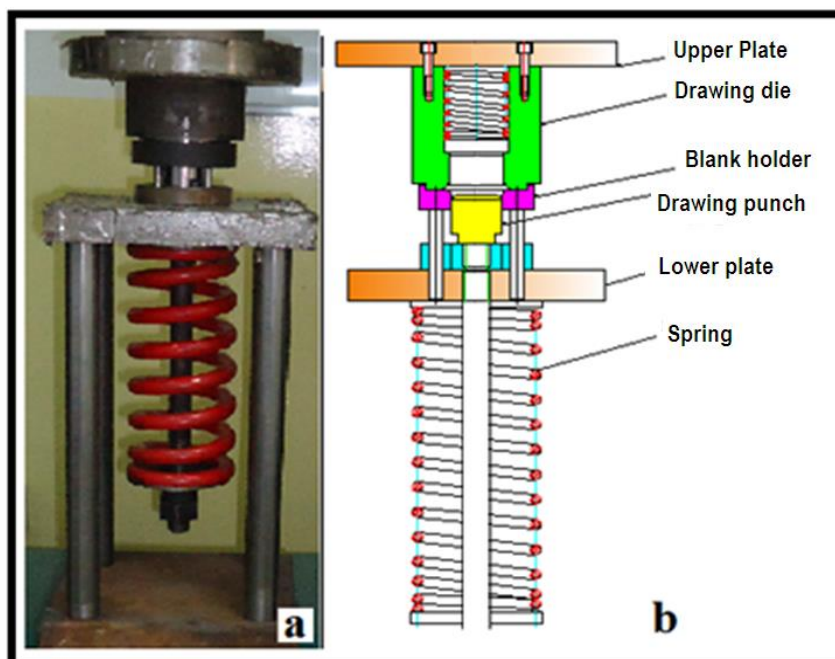 Upper Plate
Drawing die
Blank holder
Drawing punch
Lower plate
Spring
a
b